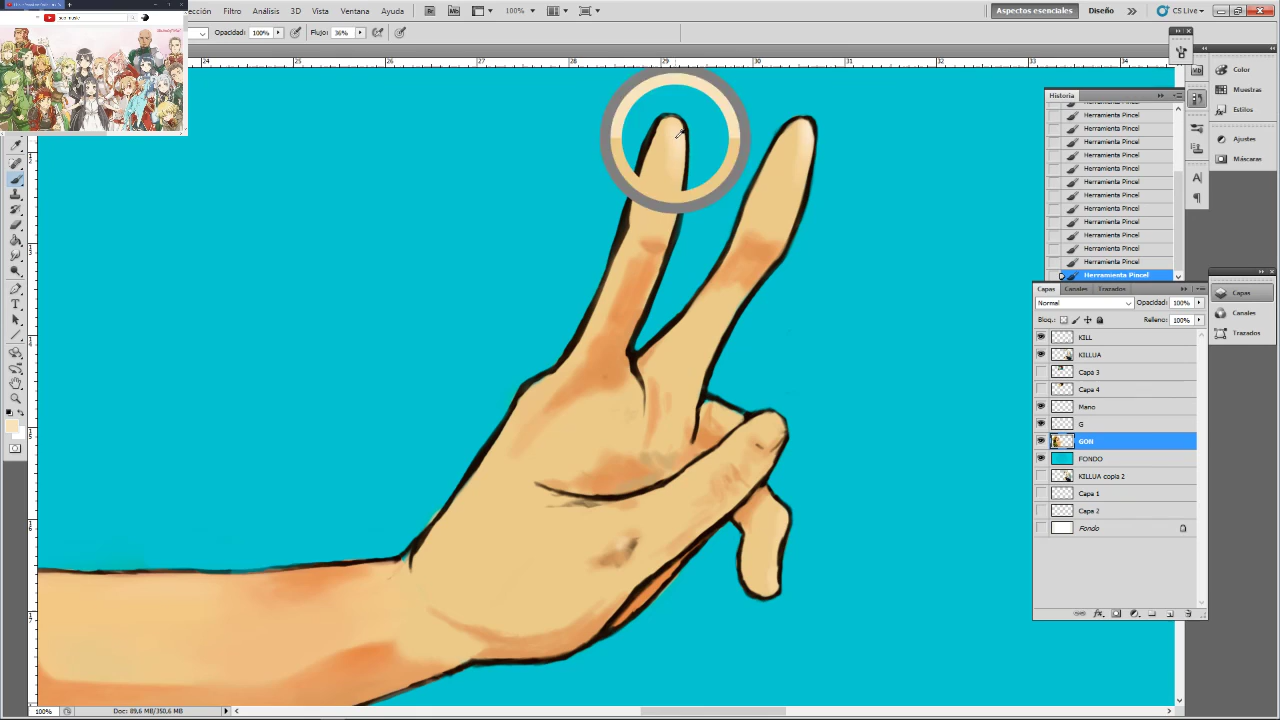 Filtro Análisis 3D Vista Ventana Ayuda 100% Aspectos esenciales Diseño CS Live
Opacidad: 100% Flujo: 36%
24 25 28 29 30 31 32 33 34
Color
Muestras
Estilos
Ajustes
Máscaras
Capas
Canales
Trazados
Historia
Herramienta Pincel
Herramienta Pincel
Herramienta Pincel
Herramienta Pincel
Herramienta Pincel
Herramienta Pincel
Herramienta Pincel
Herramienta Pincel
Herramienta Pincel
Herramienta Pincel
Herramienta Pincel
Herramienta Pincel
Herramienta Pincel
Capas Canales Trazados
Normal Opacidad: 100%
Bloq.: Relleno: 100%
KILL
KILLUA
Capa 3
Capa 4
Mano
G
GON
FONDO
KILLUA copia 2
Capa 1
Capa 2
Fondo
100% Doc: 89,6 MB/350,6 MB